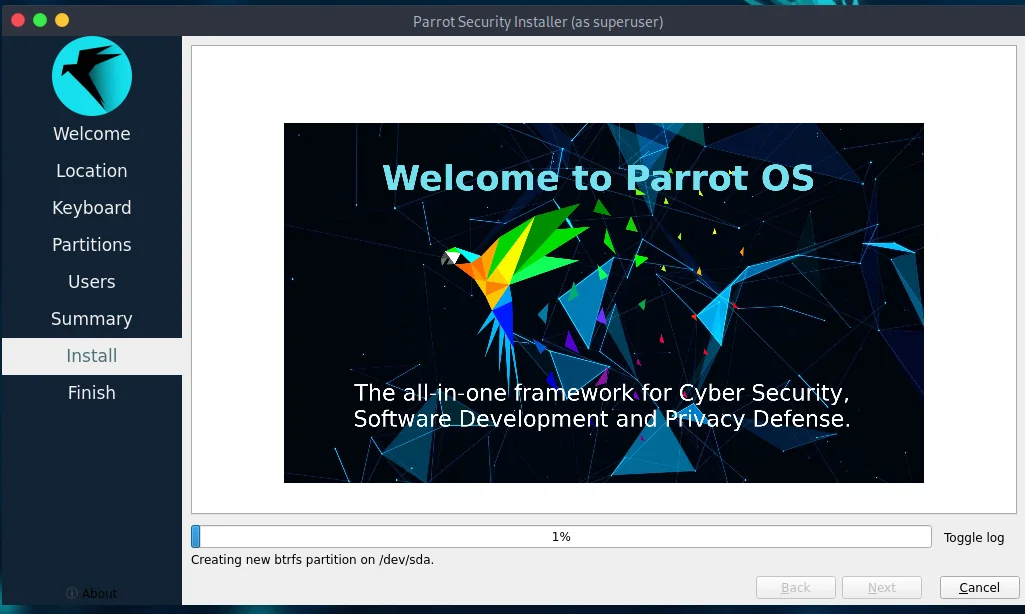 Parrot Security Installer (as superuser)
Welcome
Location
Keyboard
Partitions
Users
Summary
Install
Finish
About
Welcome to Parrot OS
The all-in-one framework for Cyber Security,
Software Development and Privacy Defense.
1%
Toggle log
Creating new btrfs partition on /dev/sda.
Back
Next
Cancel